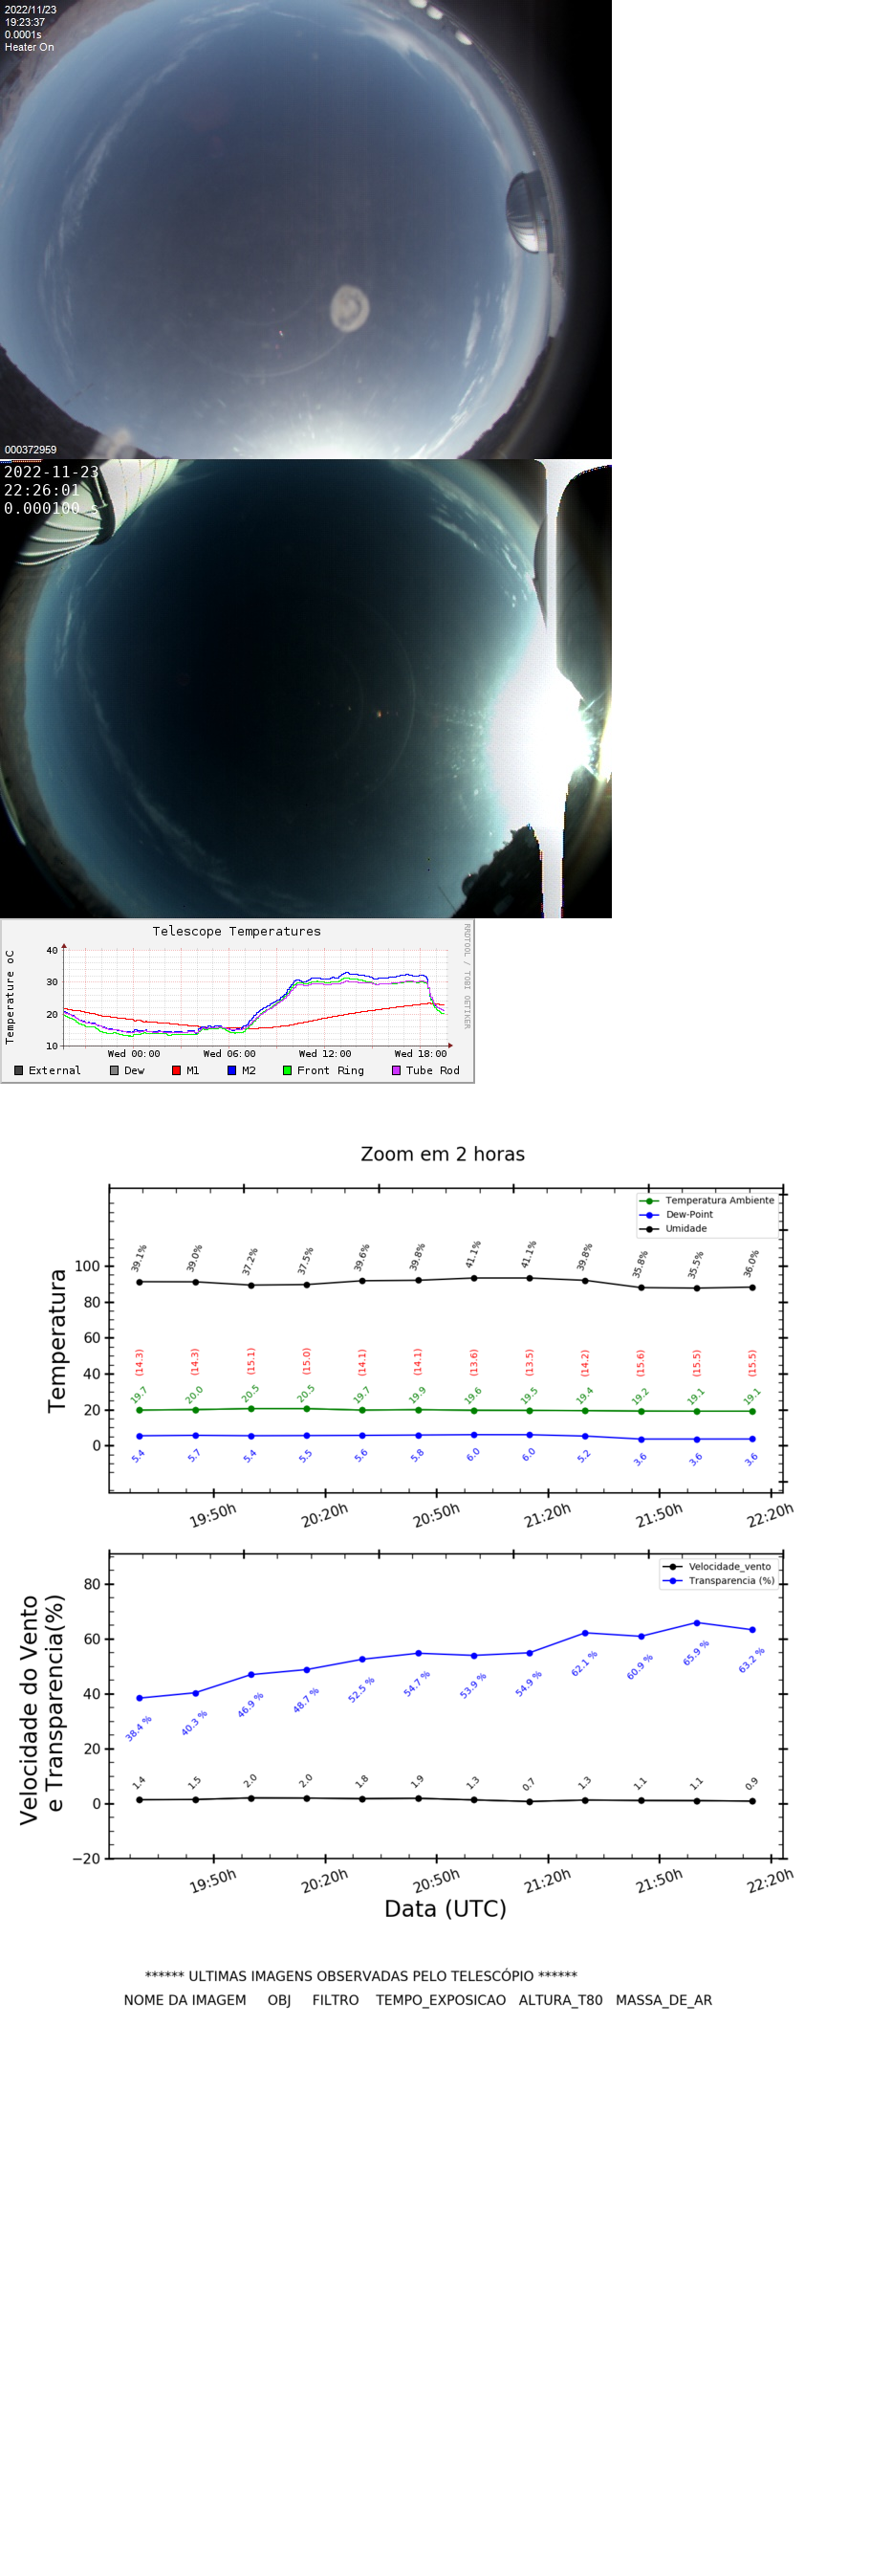 2022/11/23
19:23:37
0.0001s
Heater On
000372959
2022-11-23
22:26:01
0.000100 s
Telescope Temperatures
RRDTOOL / TOBI OETIKER
Temperature oC
40
30
20
10
Wed 00:00 Wed 06:00 Wed 12:00 Wed 18:00
External Dew M1 M2 Front Ring Tube Rod
Zoom em 2 horas
Temperatura Ambiente
Dew-Point
Umidade
Temperatura
100
80
60
40
20
0
39.1% 39.0% 37.2% 37.5% 39.6% 39.8% 41.1% 41.1% 39.8% 35.8% 35.5% 36.0%
(14.3) (14.3) (15.1) (15.0) (14.1) (14.1) (13.6) (13.5) (14.2) (15.6) (15.5) (15.5)
19.7 20.0 20.5 20.5 19.7 19.9 19.6 19.5 19.4 19.2 19.1 19.1
5.4 5.7 5.4 5.5 5.6 5.8 6.0 6.0 5.2 3.6 3.6 3.6
19:50h 20:20h 20:50h 21:20h 21:50h 22:20h
Velocidade_vento
Transparencia (%)
Velocidade do Vento
e Transparencia(%)
80
60
40
20
0
−20
38.4 % 40.3 % 46.9 % 48.7 % 52.5 % 54.7 % 53.9 % 54.9 % 62.1 % 60.9 % 65.9 % 63.2 %
1.4 1.5 2.0 2.0 1.8 1.9 1.3 0.7 1.3 1.1 1.1 0.9
19:50h 20:20h 20:50h 21:20h 21:50h 22:20h
Data (UTC)
****** ULTIMAS IMAGENS OBSERVADAS PELO TELESCÓPIO ******
NOME DA IMAGEM OBJ FILTRO TEMPO_EXPOSICAO ALTURA_T80 MASSA_DE_AR